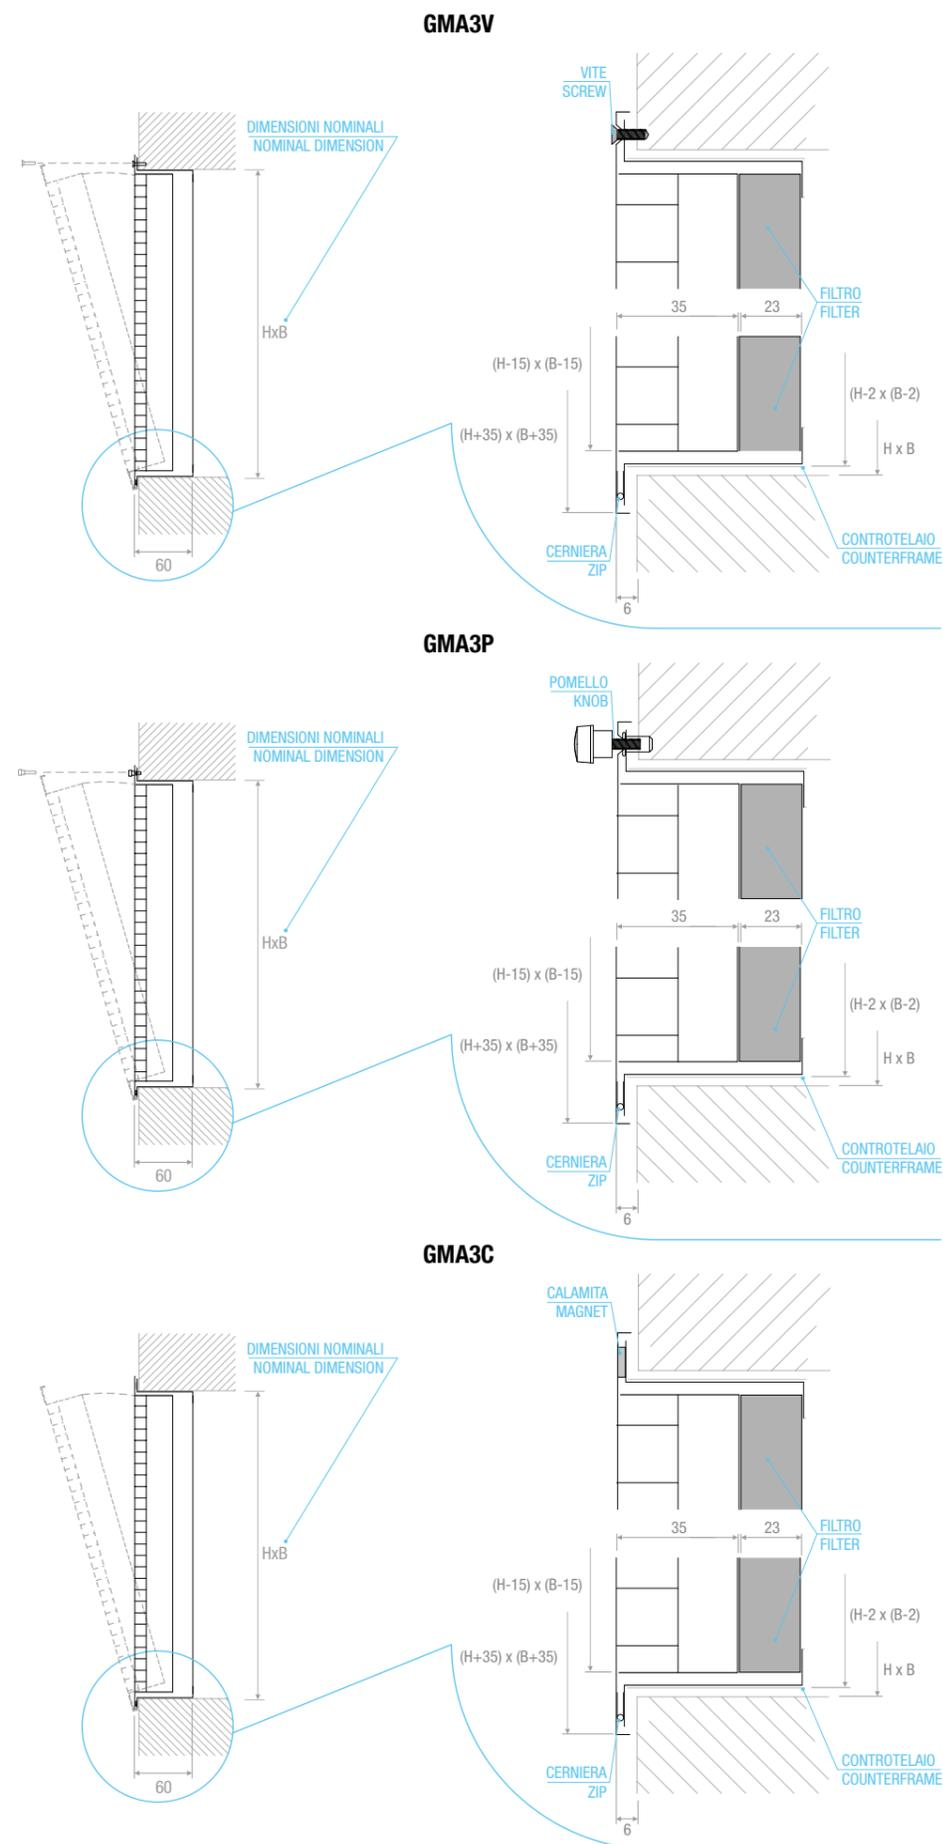 GMA3V
VITE
SCREW
DIMENSIONI NOMINALI
NOMINAL DIMENSION
HxB
35
23
FILTRO
FILTER
(H-15) x (B-15)
(H-2 x (B-2)
(H+35) x (B+35)
H x B
CERNIERA
ZIP
CONTROTELAIO
COUNTERFRAME
60
6
GMA3P
POMELLO
KNOB
DIMENSIONI NOMINALI
NOMINAL DIMENSION
HxB
35
23
FILTRO
FILTER
(H-15) x (B-15)
(H-2 x (B-2)
(H+35) x (B+35)
H x B
CERNIERA
ZIP
CONTROTELAIO
COUNTERFRAME
60
6
GMA3C
CALAMITA
MAGNET
DIMENSIONI NOMINALI
NOMINAL DIMENSION
HxB
35
23
FILTRO
FILTER
(H-15) x (B-15)
(H-2 x (B-2)
(H+35) x (B+35)
H x B
CERNIERA
ZIP
CONTROTELAIO
COUNTERFRAME
60
6